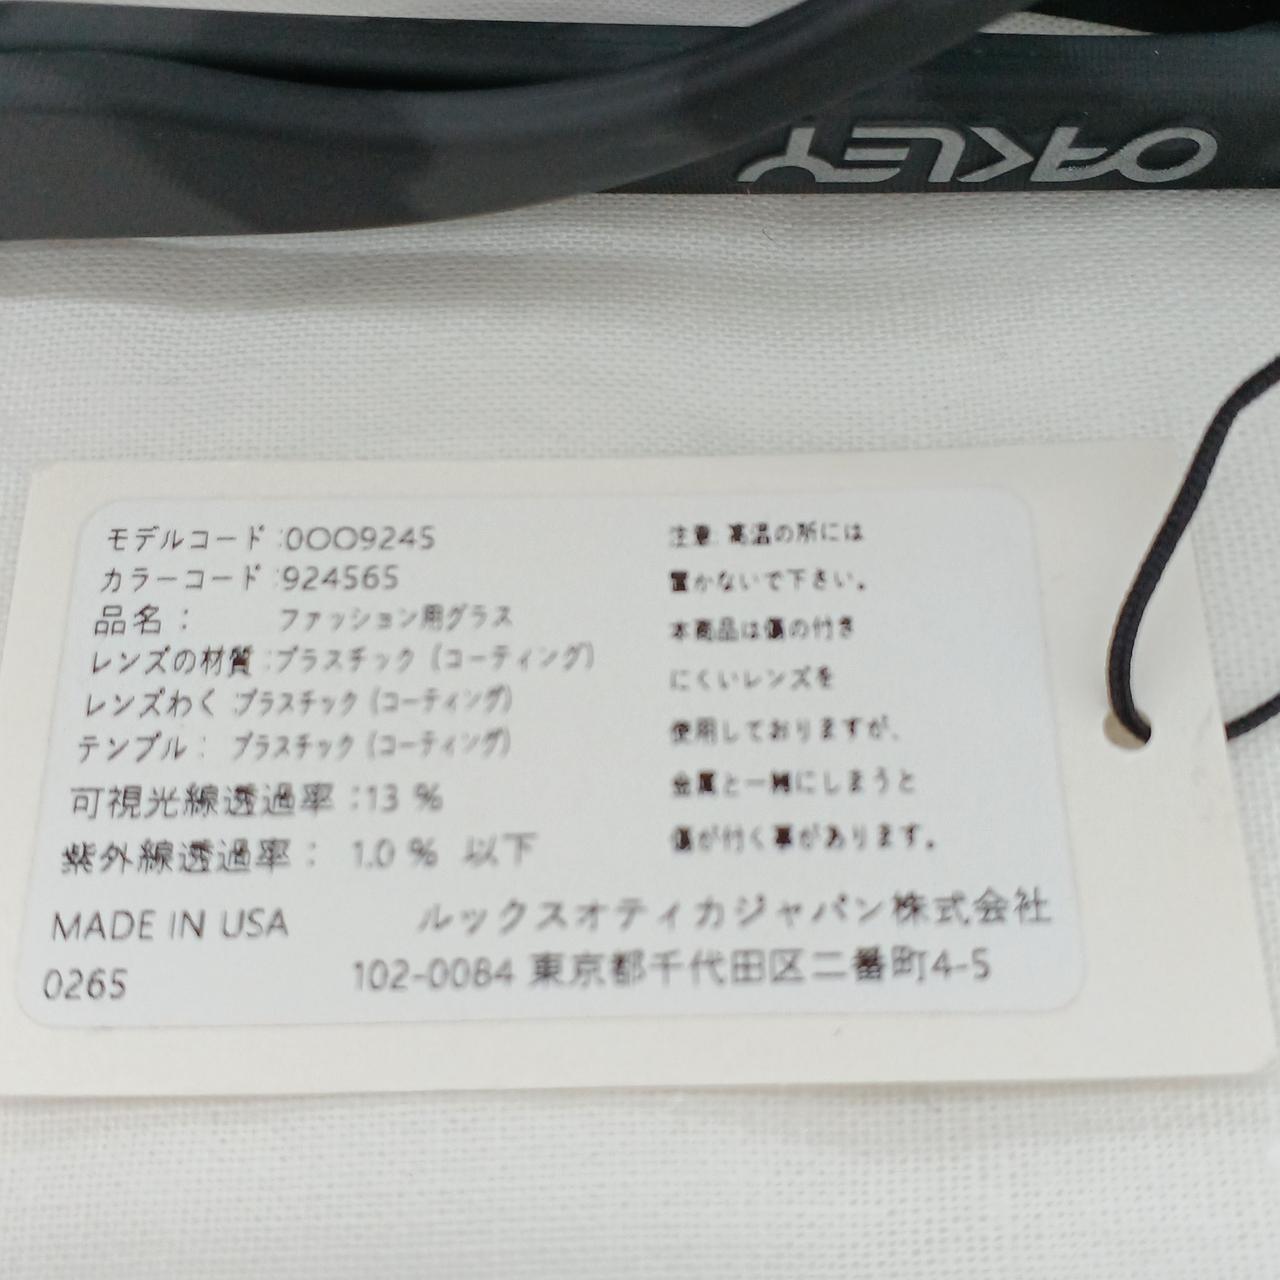 OAKLEY
モデルコード :0OO9245
カラーコード :924565
品名： ファッション用グラス
レンズの材質 :プラスチック (コーティング)
レンズわく :プラスチック (コーティング)
テンプル： プラスチック (コーティング)
可視光線透過率 :13 %
紫外線透過率： 1.0 % 以下
MADE IN USA
0265
注意: 高温の所には
置かないで下さい。
本商品は傷の付き
にくいレンズを
使用しておりますが、
金属と一緒にしまうと
傷が付く事があります。
ルックスオティカジャパン株式会社
102-0084 東京都千代田区二番町4-5